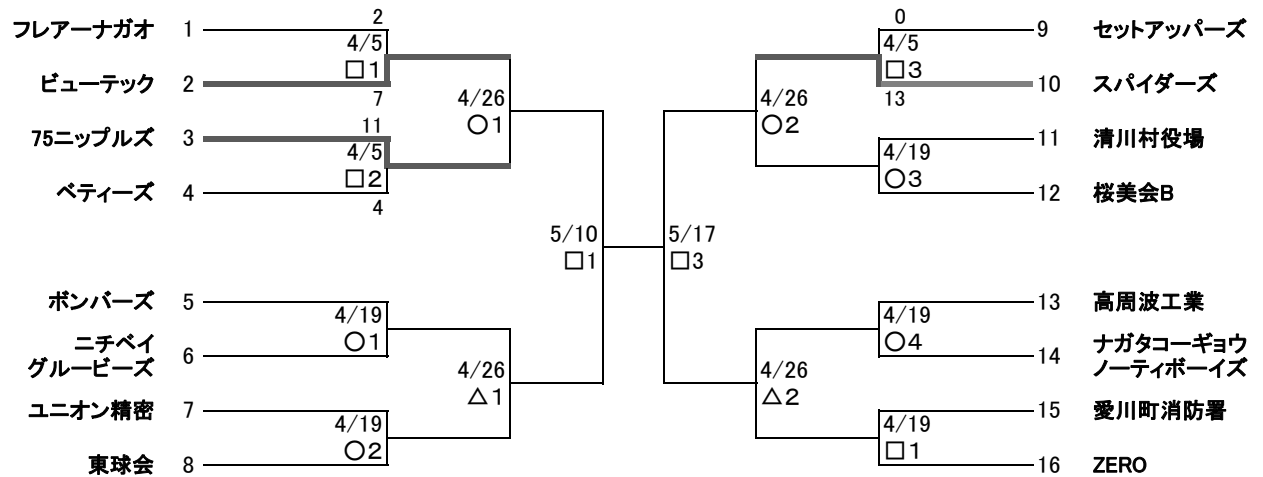 フレアーナガオ 1 2
4/5
□1
ビューテック 2 7
75ニップルズ 3 11
4/5
□2
ベティーズ 4 4
4/26
○1
ボンバーズ 5
4/19
○1
ニチベイ
グルービーズ 6
ユニオン精密 7
4/19
○2
東球会 8
4/26
△1
5/10
□1
5/17
□3
0 9 セットアッパーズ
4/5
□3
13 10 スパイダーズ
4/26
○2
11 清川村役場
4/19
○3
12 桜美会B
13 高周波工業
4/19
○4
14 ナガタコーギョウ
ノーティボーイズ
4/26
△2
15 愛川町消防署
4/19
□1
16 ZERO